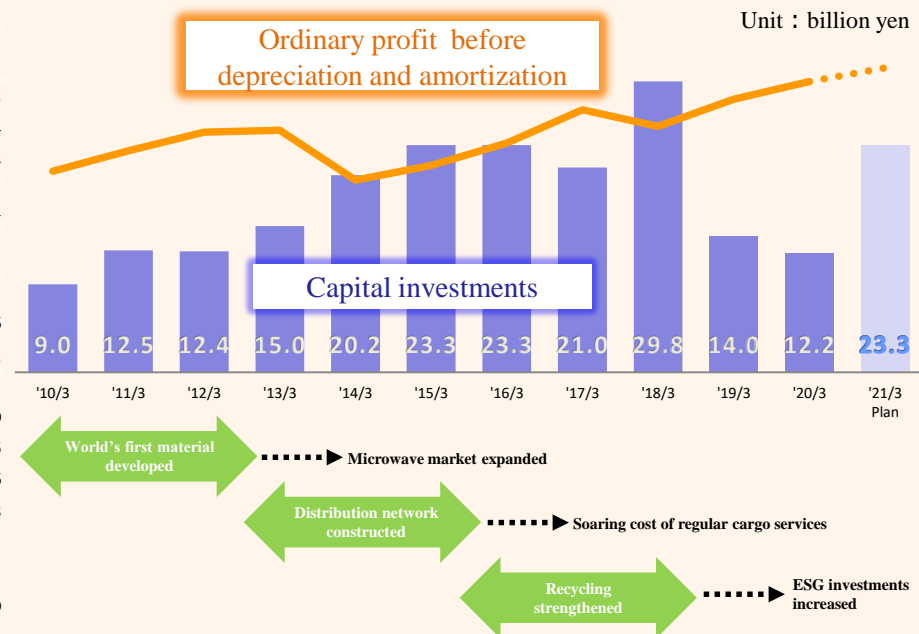 Unit：billion yen
Ordinary profit before
depreciation and amortization
Capital investments
9.0 12.5 12.4 15.0 20.2 23.3 23.3 21.0 29.8 14.0 12.2 23.3
'10/3 '11/3 '12/3 '13/3 '14/3 '15/3 '16/3 '17/3 '18/3 '19/3 '20/3 '21/3
Plan
World's first material
developed
Microwave market expanded
Distribution network
constructed
Soaring cost of regular cargo services
Recycling
strengthened
ESG investments
increased